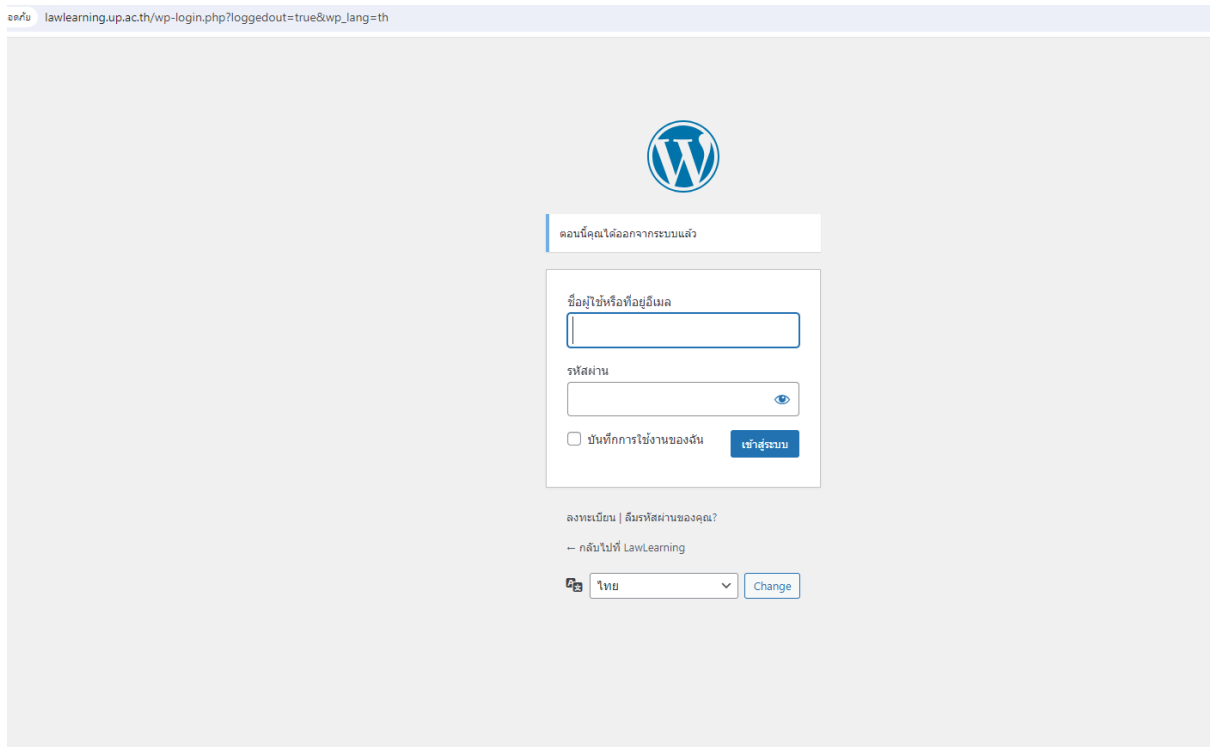 อดภัย lawlearning.up.ac.th/wp-login.php?loggedout=true&wp_lang=th
ตอนนี้คุณได้ออกจากระบบแล้ว
ชื่อผู้ใช้หรือที่อยู่อีเมล
รหัสผ่าน
บันทึกการใช้งานของฉัน เข้าสู่ระบบ
ลงทะเบียน | ลืมรหัสผ่านของคุณ?
← กลับไปที่ LawLearning
ไทย Change